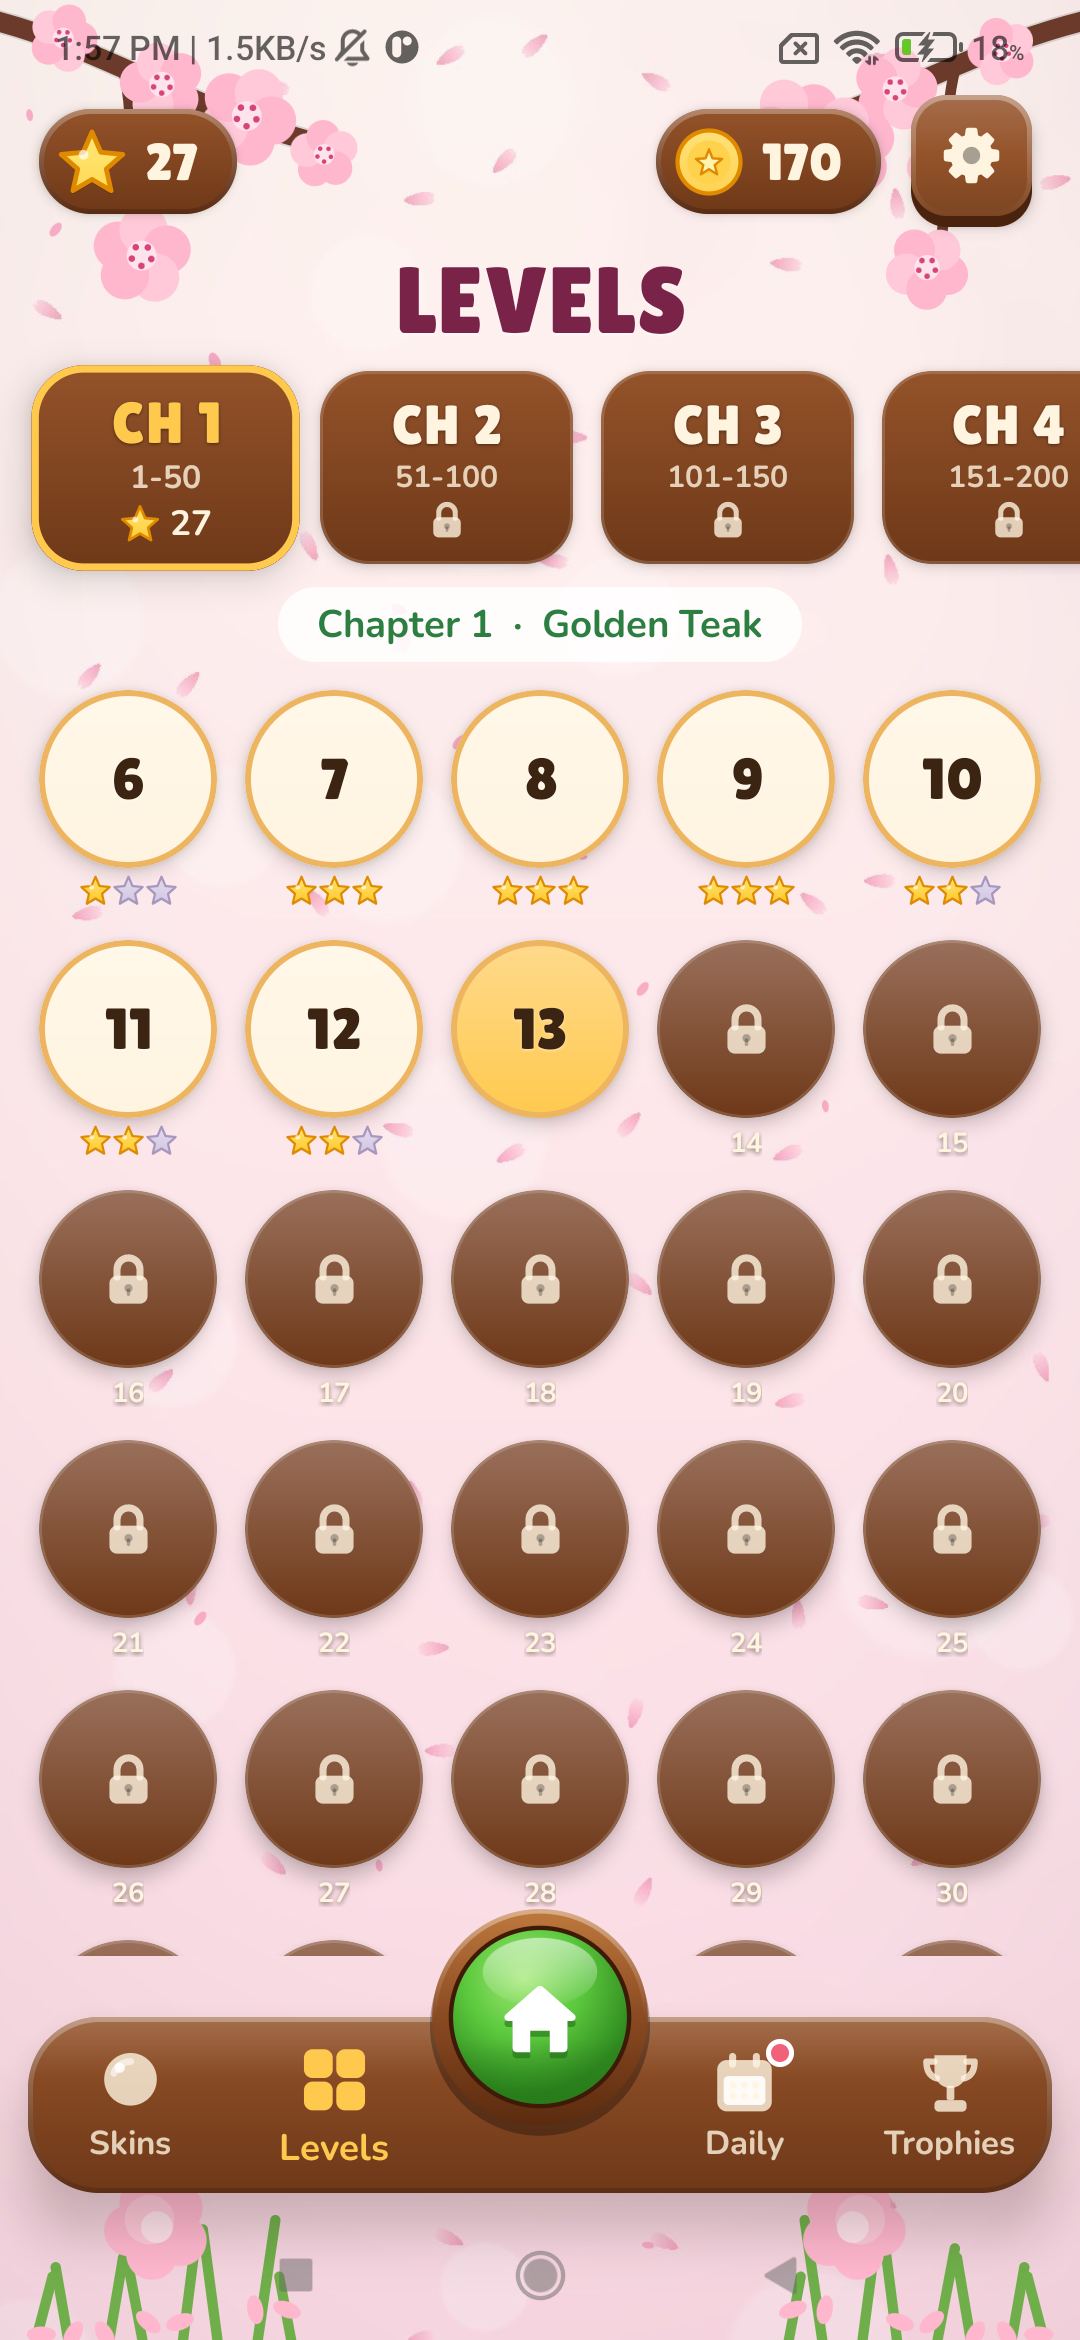 1:57 PM | 1.5KB/s
18%
27
170
LEVELS
CH 1
1-50
27
CH 2
51-100
CH 3
101-150
CH 4
151-200
Chapter 1 · Golden Teak
6 7 8 9 10
11 12 13
14 15
16 17 18 19 20
21 22 23 24 25
26 27 28 29 30
Skins
Levels
Daily
Trophies